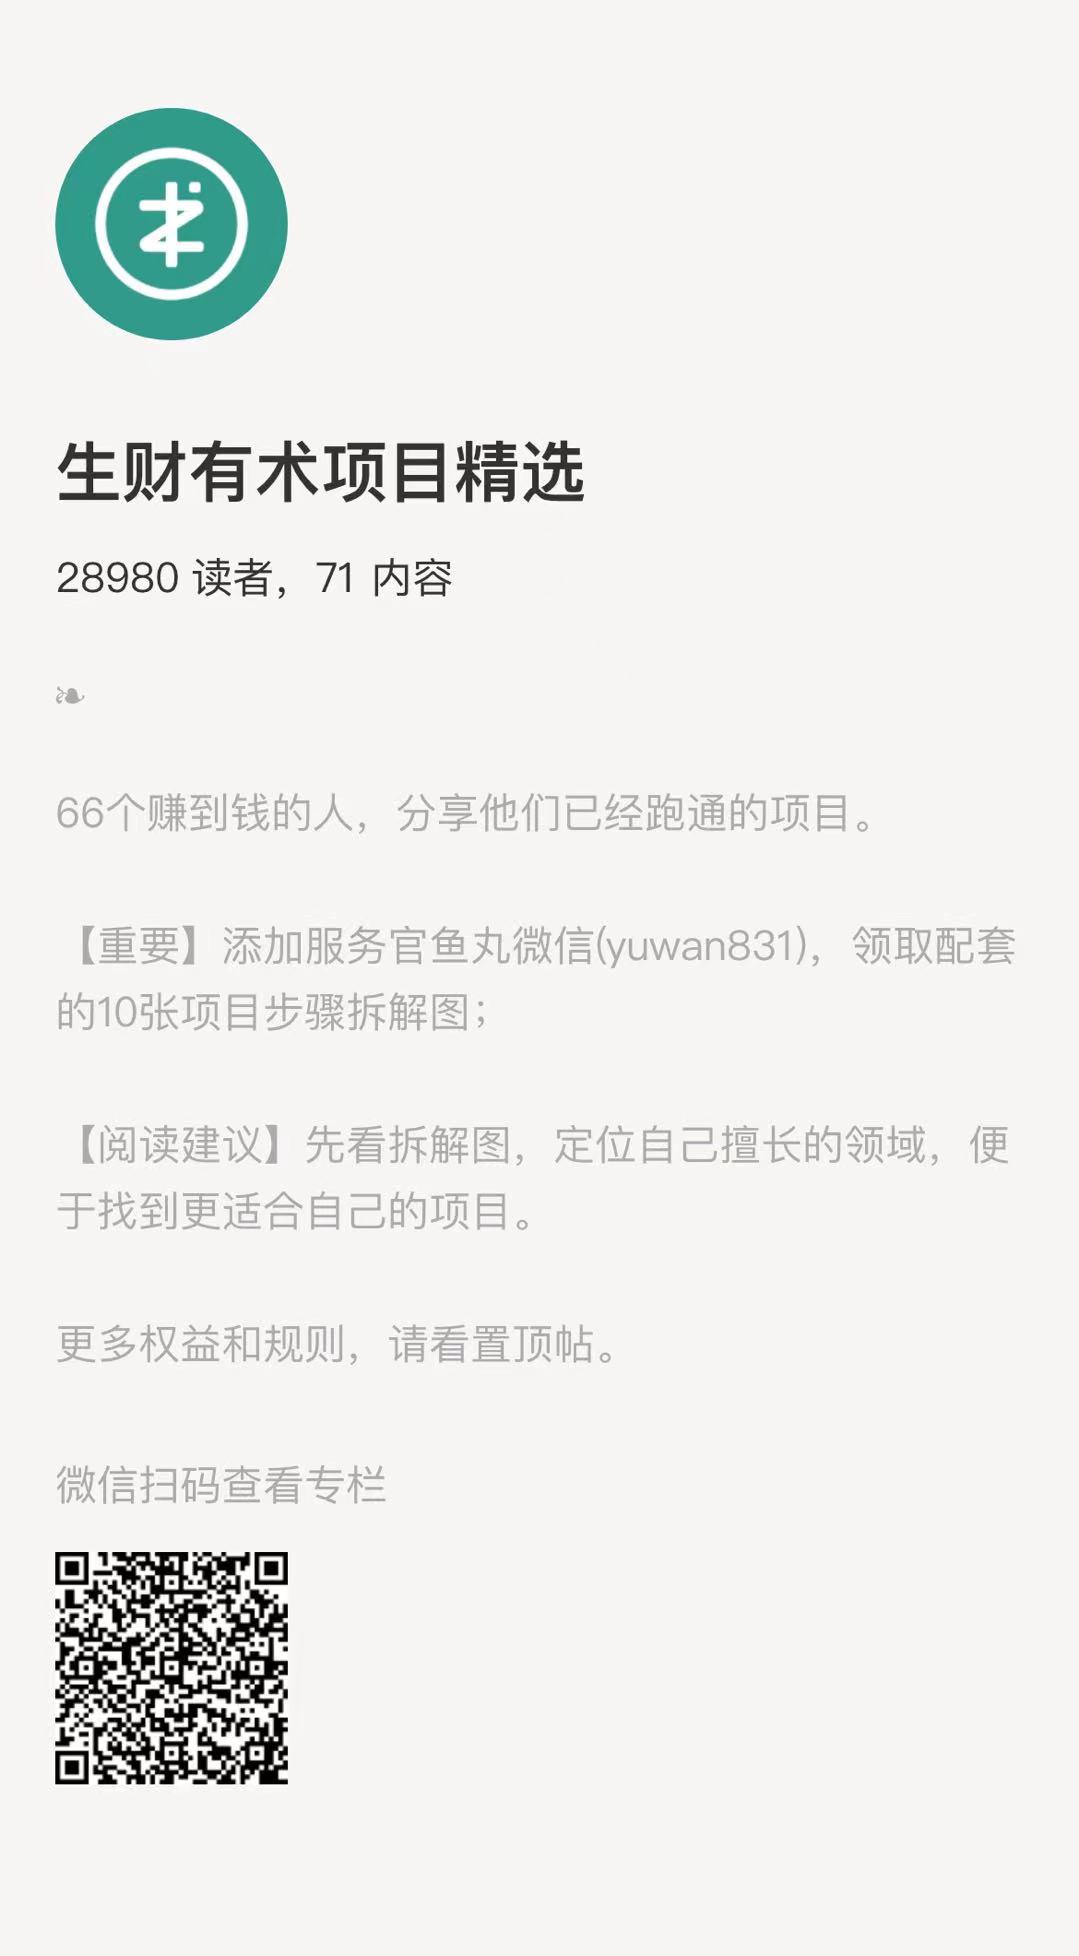 生财有术项目精选
28980 读者，71 内容
❧
66个赚到钱的人，分享他们已经跑通的项目。
【重要】添加服务官鱼丸微信(yuwan831)，领取配套
的10张项目步骤拆解图；
【阅读建议】先看拆解图，定位自己擅长的领域，便
于找到更适合自己的项目。
更多权益和规则，请看置顶帖。
微信扫码查看专栏